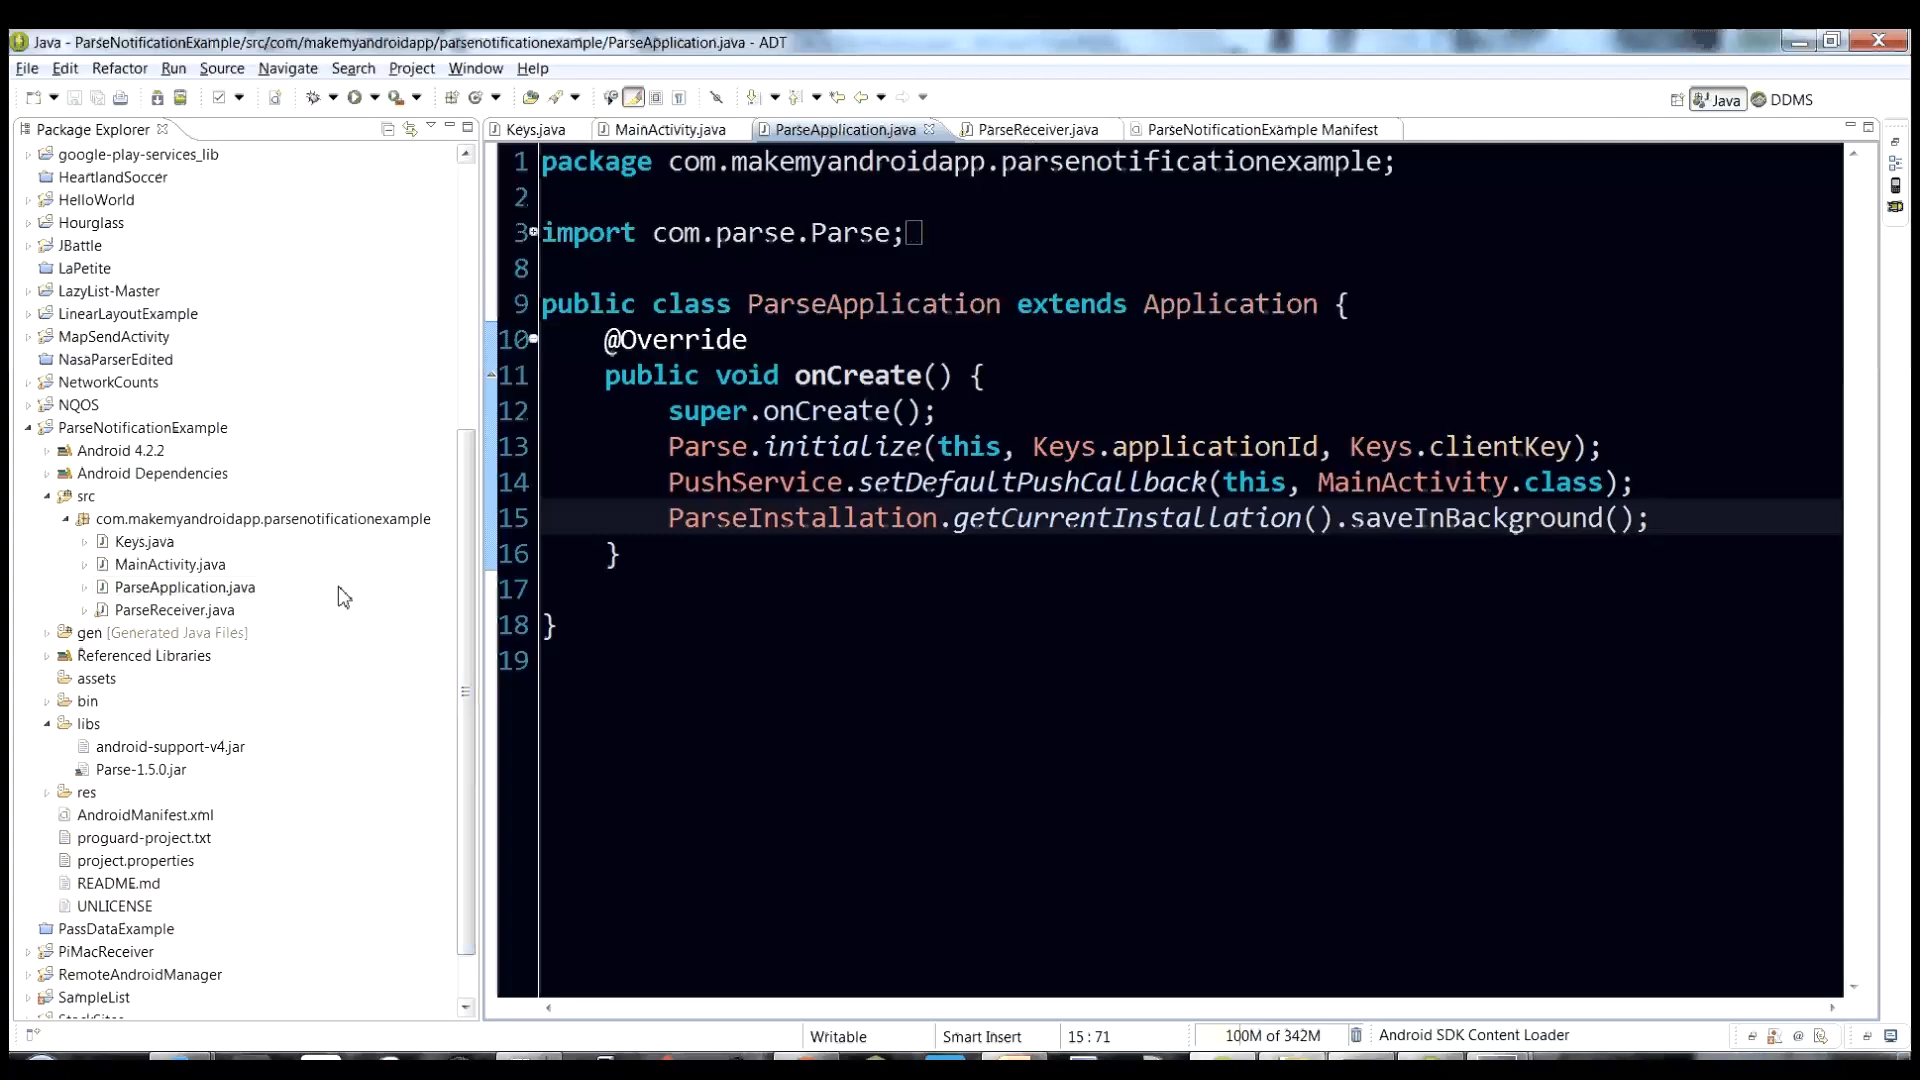 Java - ParseNotificationExample/src/com/makemyandroidapp/parsenotificationexample/ParseApplication.java - ADT
File Edit Refactor Run Source Navigate Search Project Window Help
Java DDMS
Package Explorer
Keys.java MainActivity.java ParseApplication.java ParseReceiver.java ParseNotificationExample Manifest
google-play-services_lib
HeartlandSoccer
HelloWorld
Hourglass
JBattle
LaPetite
LazyList-Master
LinearLayoutExample
MapSendActivity
NasaParserEdited
NetworkCounts
NQOS
ParseNotificationExample
Android 4.2.2
Android Dependencies
src
com.makemyandroidapp.parsenotificationexample
Keys.java
MainActivity.java
ParseApplication.java
ParseReceiver.java
gen [Generated Java Files]
Referenced Libraries
assets
bin
libs
android-support-v4.jar
Parse-1.5.0.jar
res
AndroidManifest.xml
proguard-project.txt
project.properties
README.md
UNLICENSE
PassDataExample
PiMacReceiver
RemoteAndroidManager
SampleList
1 package com.makemyandroidapp.parsenotificationexample;
2
3 import com.parse.Parse;
8
9 public class ParseApplication extends Application {
10 @Override
11 public void onCreate() {
12 super.onCreate();
13 Parse.initialize(this, Keys.applicationId, Keys.clientKey);
14 PushService.setDefaultPushCallback(this, MainActivity.class);
15 ParseInstallation.getCurrentInstallation().saveInBackground();
16 }
17
18 }
19
Writable Smart Insert 15 : 71 100M of 342M Android SDK Content Loader